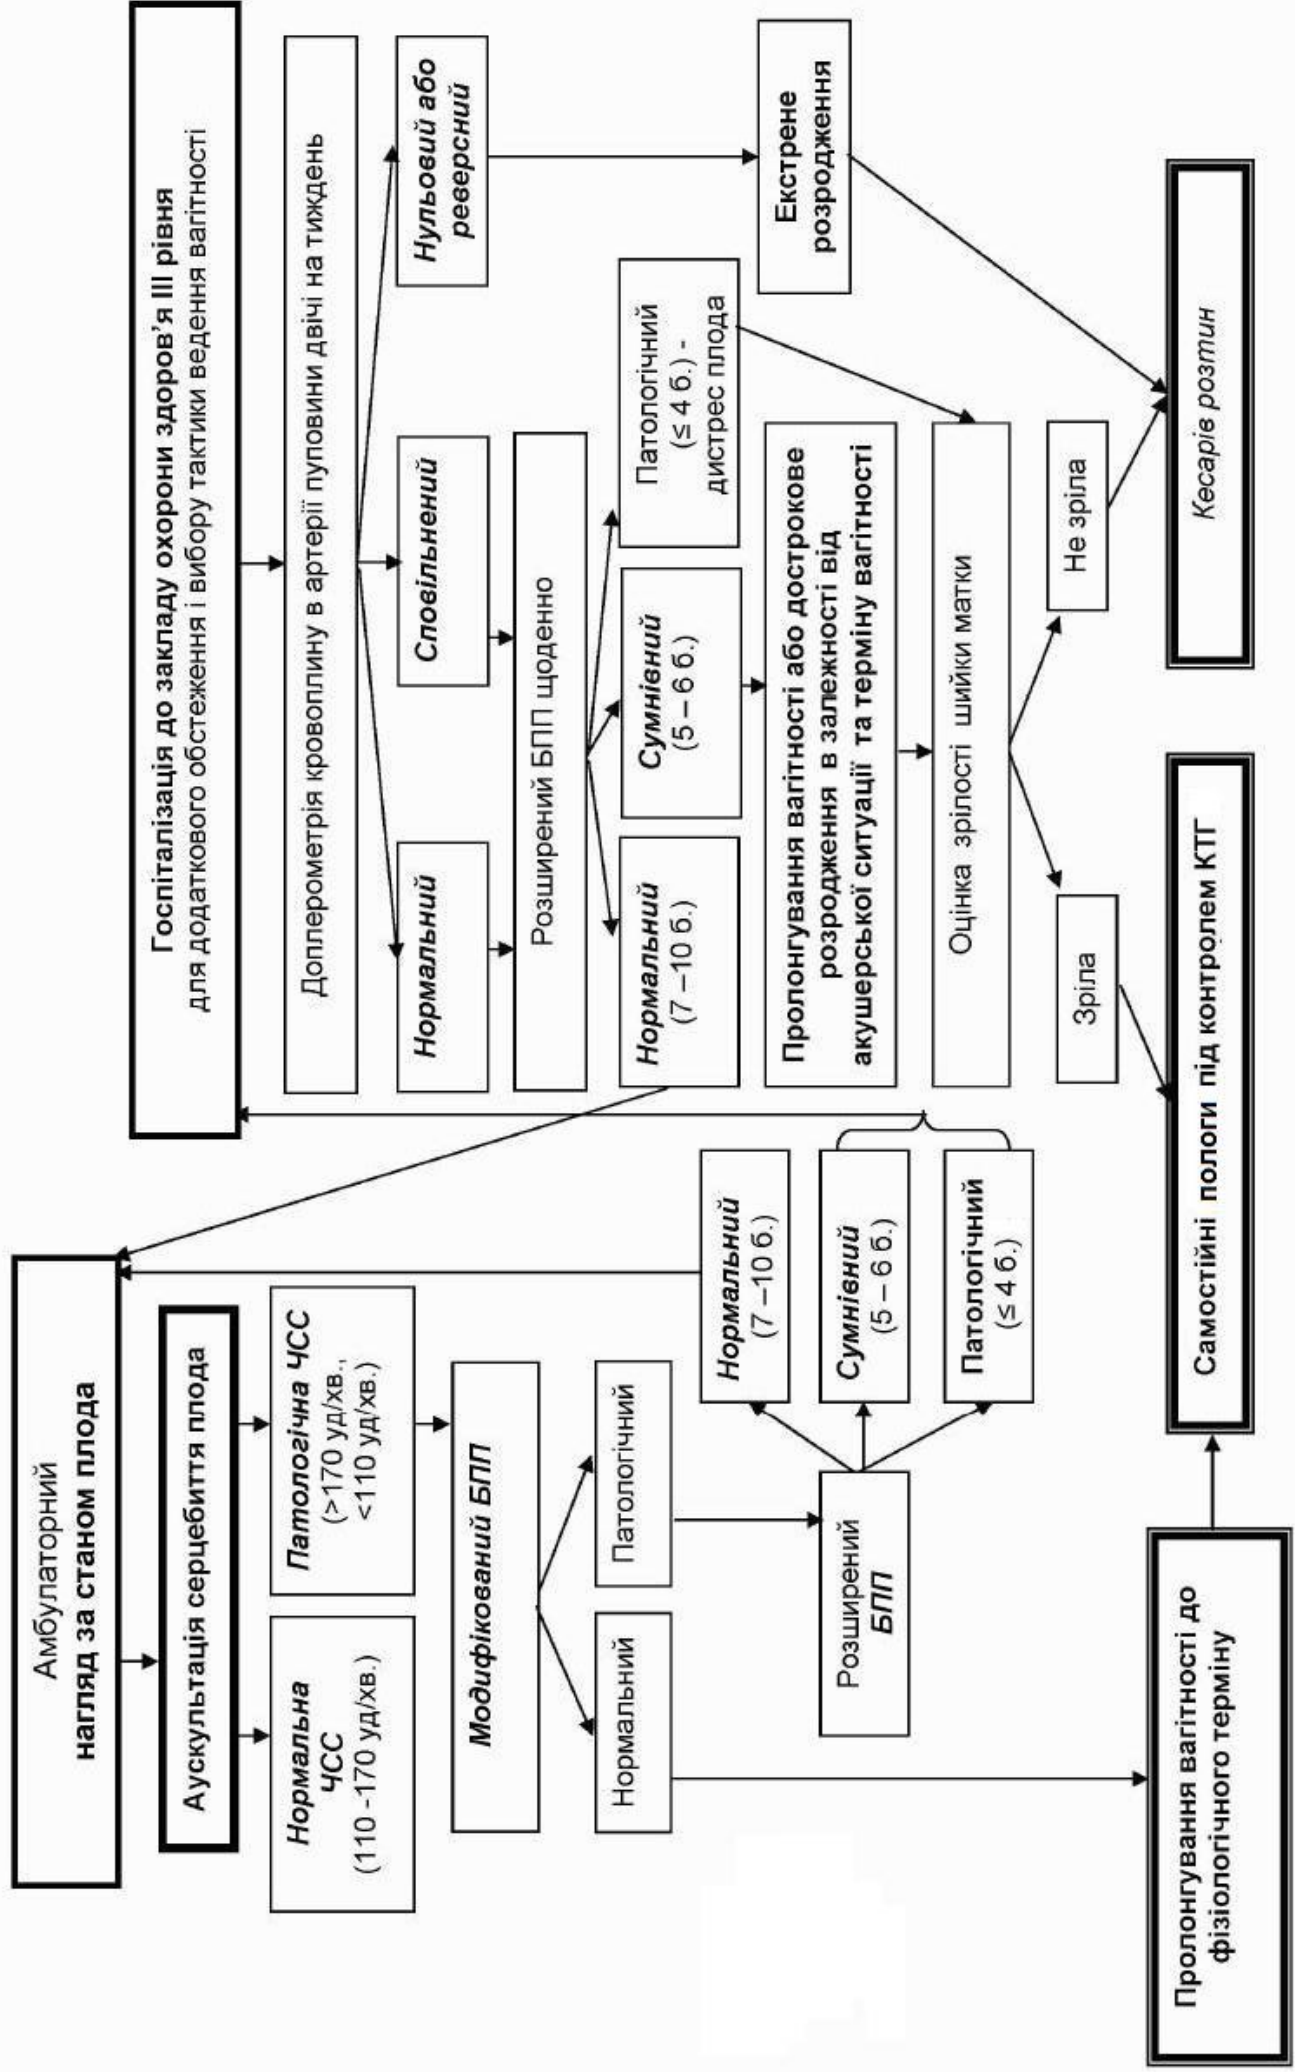 Амбулаторний
нагляд за станом плода
Аускультація серцебиття плода
Нормальна
ЧСС
(110 -170 уд/хв.)
Патологічна ЧСС
(>170 уд/хв.,
<110 уд/хв.)
Модифікований БПП
Нормальний
Патологічний
Розширений
БПП
Нормальний
(7 –10 б.)
Сумнівний
(5 – 6 б.)
Патологічний
(≤ 4 б.)
Пролонгування вагітності до
фізіологічного терміну
Госпіталізація до закладу охорони здоров’я ІІІ рівня
для додаткового обстеження і вибору тактики ведення вагітності
Допплерометрія кровоплину в артерії пуповини двічі на тиждень
Нормальний
Сповільнений
Нульовий або
реверсний
Розширений БПП щоденно
Нормальний
(7 –10 б.)
Сумнівний
(5 – 6 б.)
Патологічний
(≤ 4 б.) -
дистрес плода
Екстрене
розродження
Пролонгування вагітності або дострокове
розродження в залежності від
акушерської ситуації та терміну вагітності
Оцінка зрілості шийки матки
Зріла
Не зріла
Самостійні пологи під контролем КТГ
Кесарів розтин